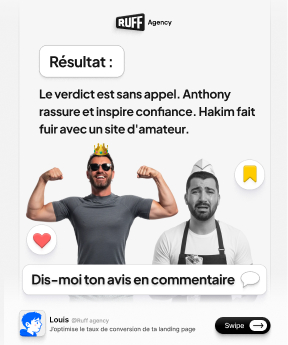 RUFF Agency
Résultat :
Le verdict est sans appel. Anthony
rassure et inspire confiance. Hakim fait
fuir avec un site d'amateur.
Dis-moi ton avis en commentaire
Louis @Ruff agency
J'optimise le taux de conversion de ta landing page
Swipe